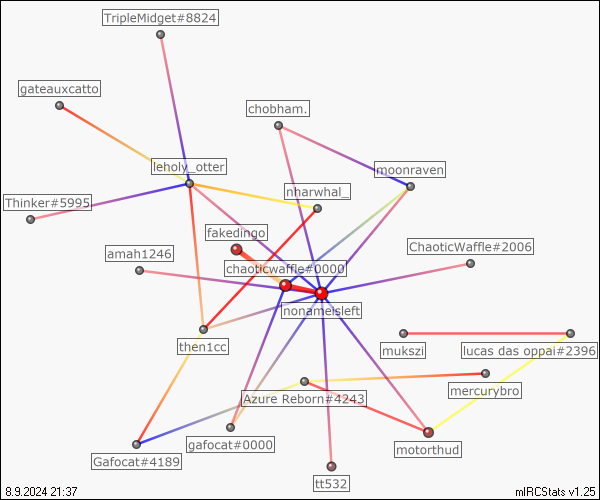 TripleMidget#8824
gateauxcatto
chobham.
leholy_otter
moonraven
nharwhal_
Thinker#5995
fakedingo
ChaoticWaffle#2006
amah1246
chaoticwaffle#0000
nonameisleft
then1cc
mukszi
lucas das oppai#2396
mercurybro
Azure Reborn#4243
gafocat#0000
motorthud
Gafocat#4189
tt532
8.9.2024 21:37
mIRCStats v1.25